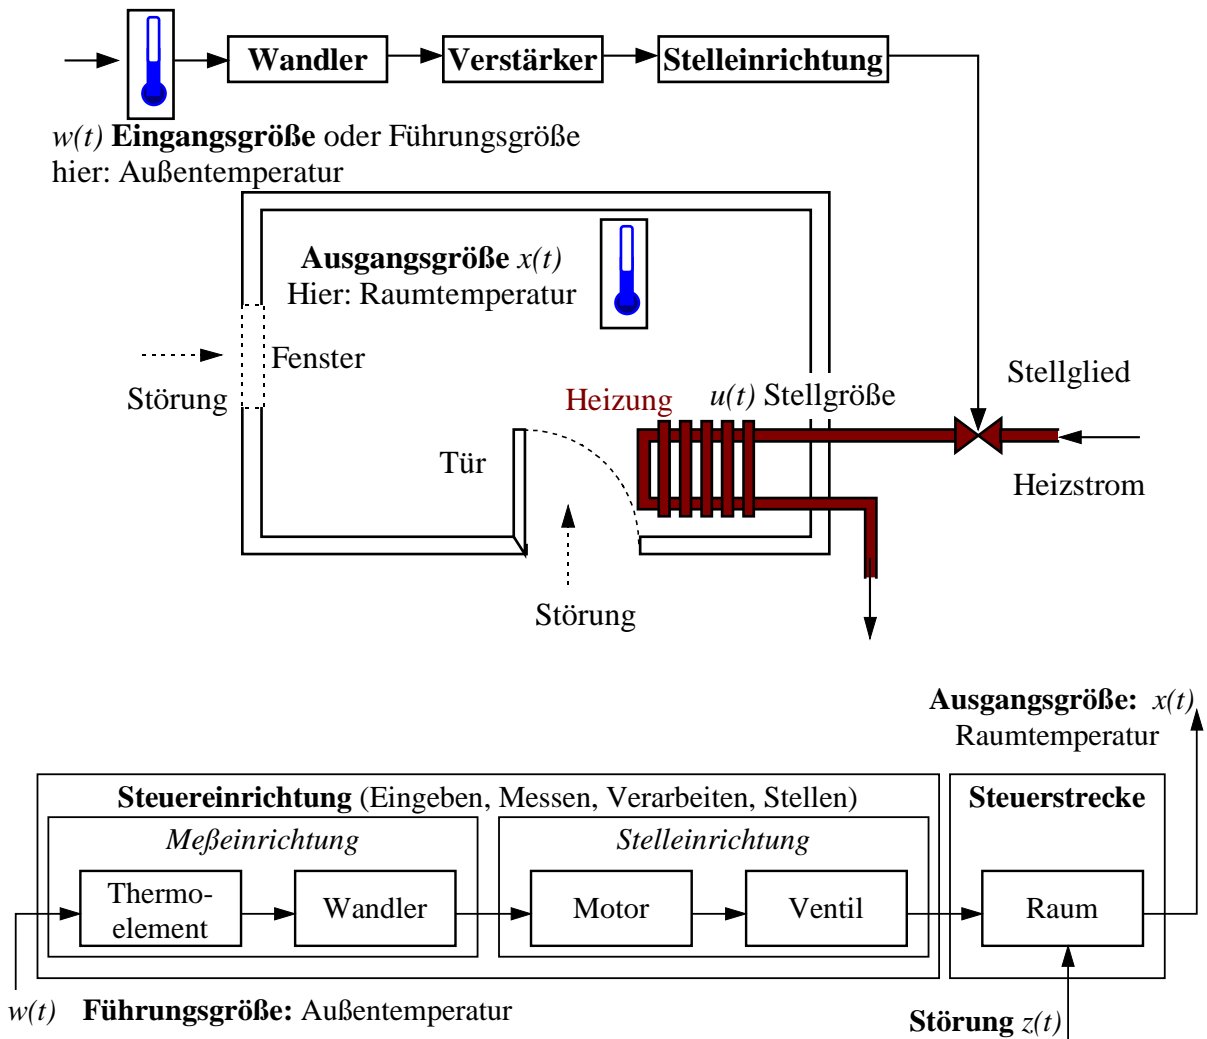 Wandler
Verstärker
Stelleinrichtung
w(t) Eingangsgröße oder Führungsgröße
hier: Außentemperatur
Ausgangsgröße x(t)
Hier: Raumtemperatur
Fenster
Störung
Stellglied
Heizung
u(t) Stellgröße
Tür
Heizstrom
Störung
Ausgangsgröße: x(t)
Raumtemperatur
Steuereinrichtung (Eingeben, Messen, Verarbeiten, Stellen)
Steuerstrecke
Meßeinrichtung
Stelleinrichtung
Thermo-
element
Wandler
Motor
Ventil
Raum
w(t) Führungsgröße: Außentemperatur
Störung z(t)